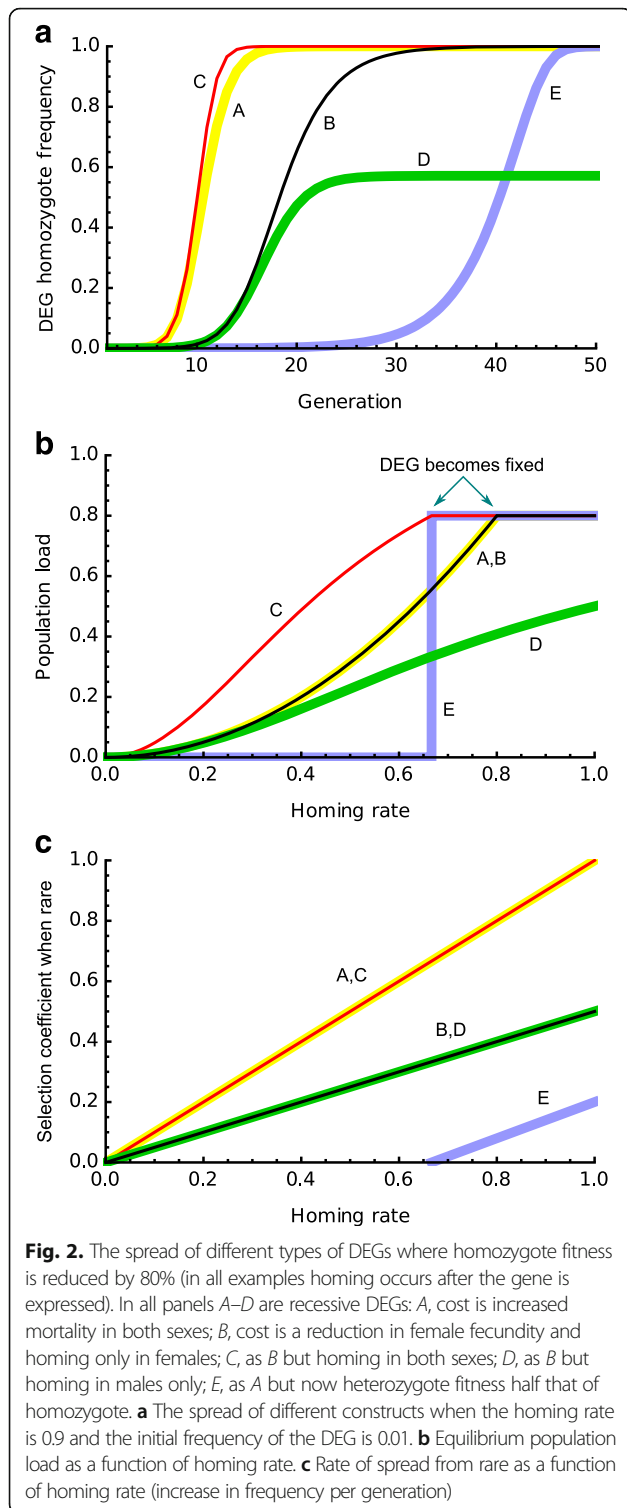 a
DEG homozygote frequency
1.0
0.8
0.6
0.4
0.2
0.0
C
A
B
D
E
10
20
30
40
50
Generation
b
Population load
1.0
0.8
0.6
0.4
0.2
0.0
DEG becomes fixed
C
A,B
D
E
0.0
0.2
0.4
0.6
0.8
1.0
Homing rate
c
Selection coefficient when rare
1.0
0.8
0.6
0.4
0.2
0.0
A,C
B,D
E
0.0
0.2
0.4
0.6
0.8
1.0
Homing rate
Fig. 2. The spread of different types of DEGs where homozygote fitness
is reduced by 80% (in all examples homing occurs after the gene is
expressed). In all panels A–D are recessive DEGs: A, cost is increased
mortality in both sexes; B, cost is a reduction in female fecundity and
homing only in females; C, as B but homing in both sexes; D, as B but
homing in males only; E, as A but now heterozygote fitness half that of
homozygote. a The spread of different constructs when the homing rate
is 0.9 and the initial frequency of the DEG is 0.01. b Equilibrium population
load as a function of homing rate. c Rate of spread from rare as a function
of homing rate (increase in frequency per generation)